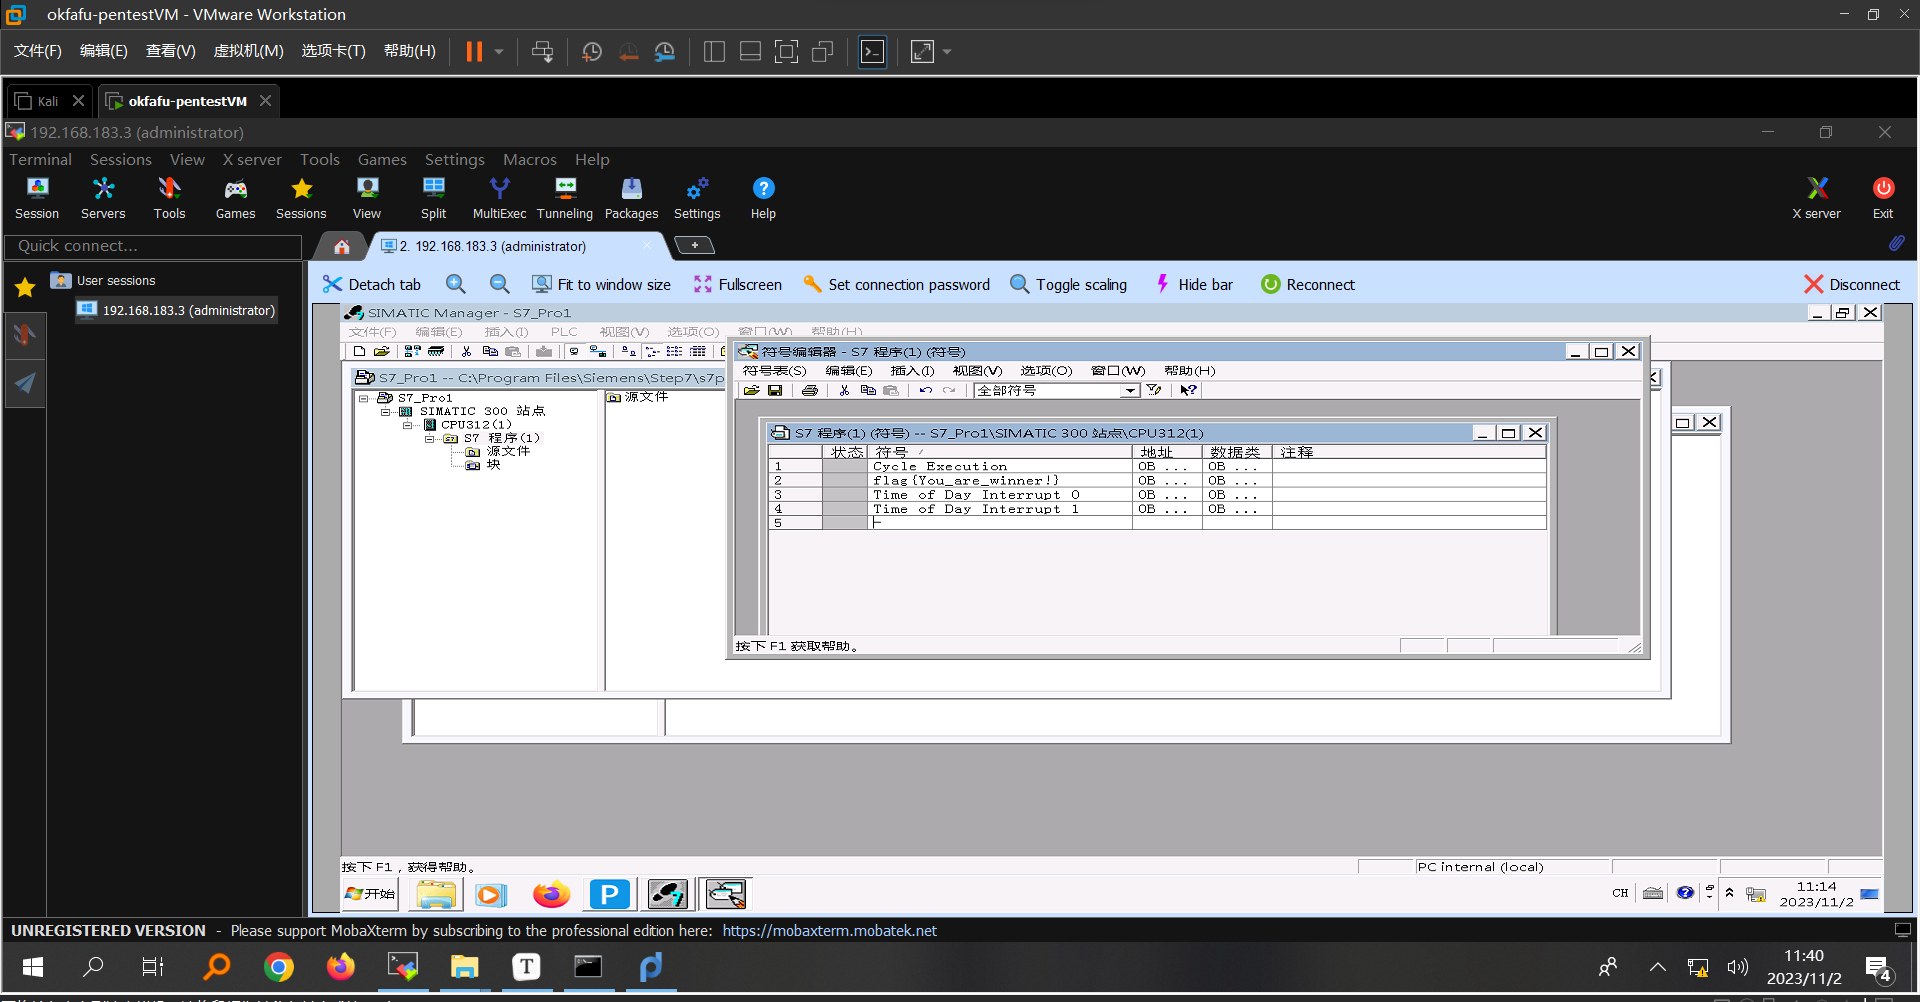 okfafu-pentestVM - VMware Workstation
文件(F) 编辑(E) 查看(V) 虚拟机(M) 选项卡(T) 帮助(H)
Kali okfafu-pentestVM
192.168.183.3 (administrator)
Terminal Sessions View X server Tools Games Settings Macros Help
Session Servers Tools Games Sessions View Split MultiExec Tunneling Packages Settings Help X server Exit
Quick connect...
2. 192.168.183.3 (administrator)
User sessions
192.168.183.3 (administrator)
Detach tab Fit to window size Fullscreen Set connection password Toggle scaling Hide bar Reconnect Disconnect
SIMATIC Manager - S7_Pro1
文件(F) 编辑(E) 插入(I) PLC 视图(V) 选项(O) 窗口(W) 帮助(H)
S7_Pro1 -- C:\Program Files\Siemens\Step7\s7p
S7_Pro1
SIMATIC 300 站点
CPU312(1)
S7 程序(1)
源文件
块
源文件
符号编辑器 - S7 程序(1) (符号)
符号表(S) 编辑(E) 插入(I) 视图(V) 选项(O) 窗口(W) 帮助(H)
全部符号
S7 程序(1) (符号) -- S7_Pro1\SIMATIC 300 站点\CPU312(1)
状态 符号 地址 数据类 注释
1 Cycle Execution OB ... OB ...
2 flag{You_are_winner!} OB ... OB ...
3 Time of Day Interrupt 0 OB ... OB ...
4 Time of Day Interrupt 1 OB ... OB ...
5
按下 F1 获取帮助。
按下 F1，获得帮助。
PC internal (local)
开始
CH
11:14
2023/11/2
UNREGISTERED VERSION - Please support MobaXterm by subscribing to the professional edition here: https://mobaxterm.mobatek.net
11:40
2023/11/2
4